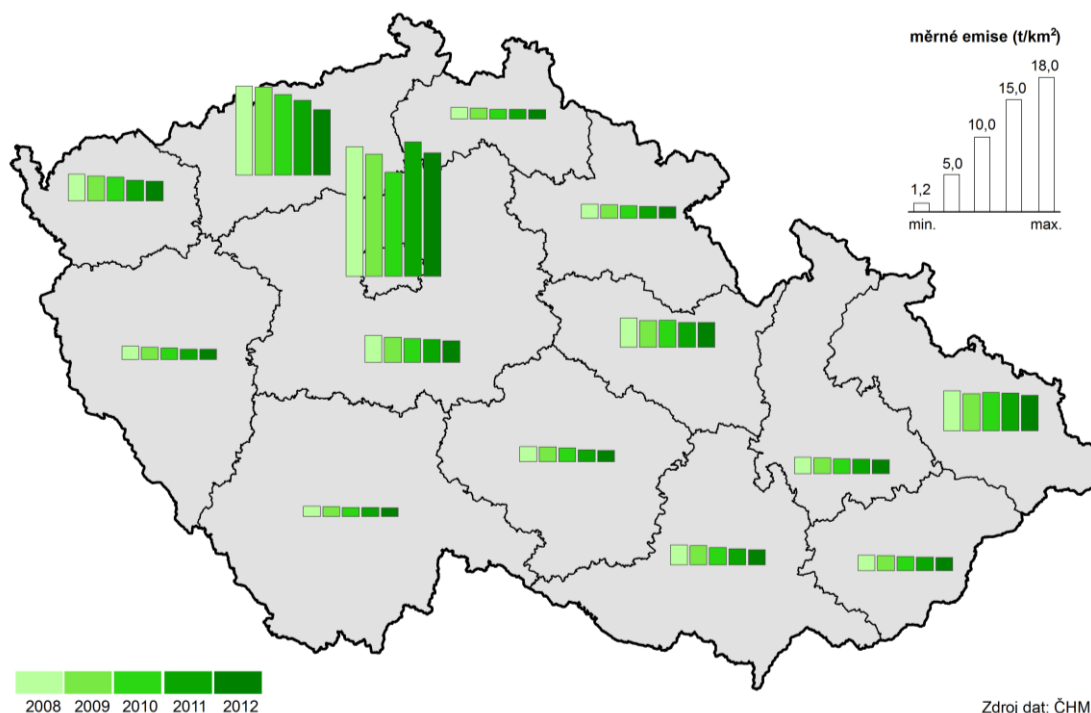 měrné emise (t/km²)
18,0
15,0
10,0
5,0
1,2
min. max.
2008 2009 2010 2011 2012
Zdroj dat: ČHM